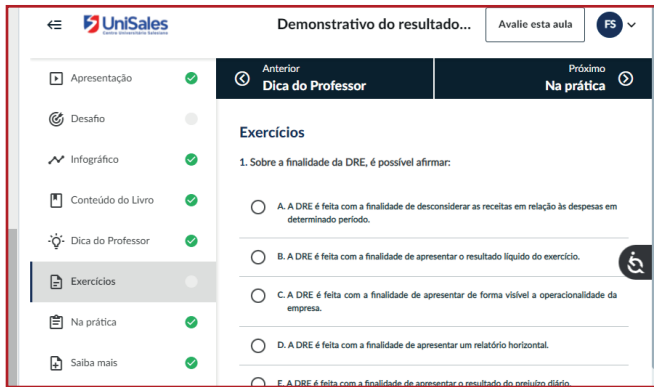 UniSales
Centro Universitário Salesiano
Demonstrativo do resultado...
Avalie esta aula
FS
Apresentação
Desafio
Infográfico
Conteúdo do Livro
Dica do Professor
Exercícios
Na prática
Saiba mais
Anterior
Dica do Professor
Próximo
Na prática
Exercícios
1. Sobre a finalidade da DRE, é possível afirmar:
A. A DRE é feita com a finalidade de desconsiderar as receitas em relação às despesas em
determinado período.
B. A DRE é feita com a finalidade de apresentar o resultado líquido do exercício.
C. A DRE é feita com a finalidade de apresentar de forma visível a operacionalidade da
empresa.
D. A DRE é feita com a finalidade de apresentar um relatório horizontal.
E. A DRE é feita com a finalidade de apresentar o resultado do prejuízo diário.